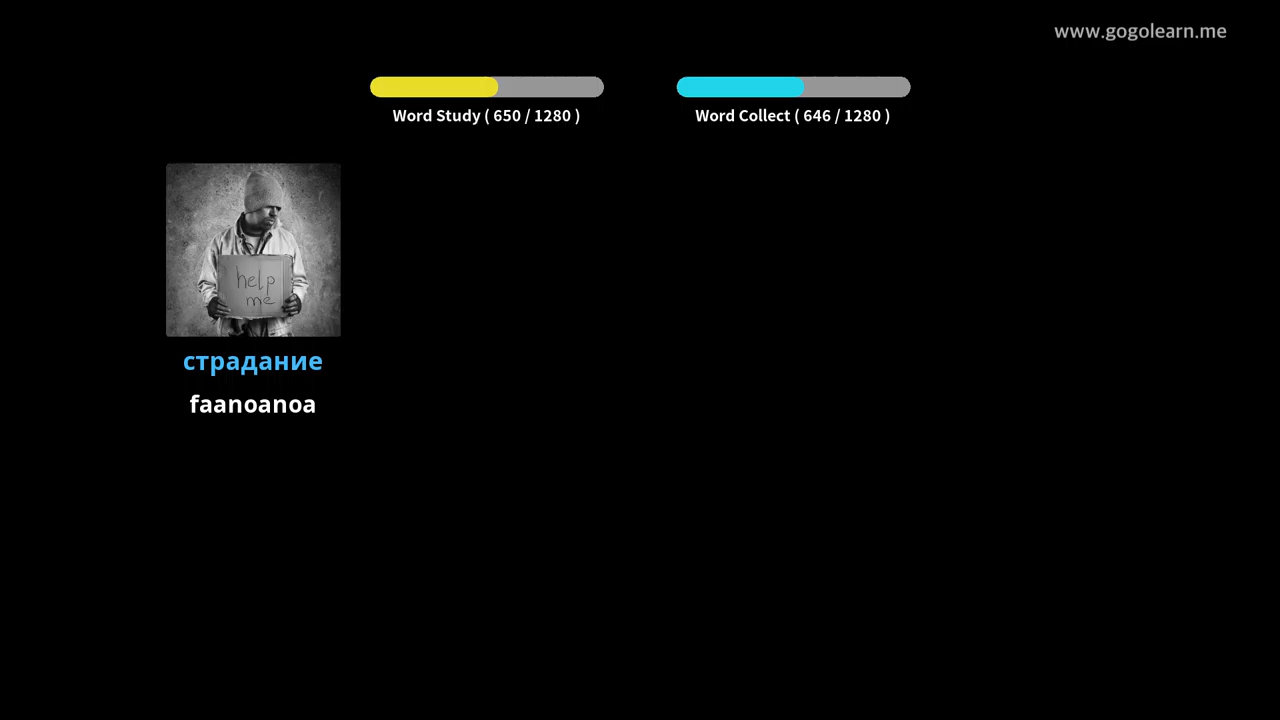 www.gogolearn.me
Word Study ( 650 / 1280 )
Word Collect ( 646 / 1280 )
help
me
страдание
faanoanoa